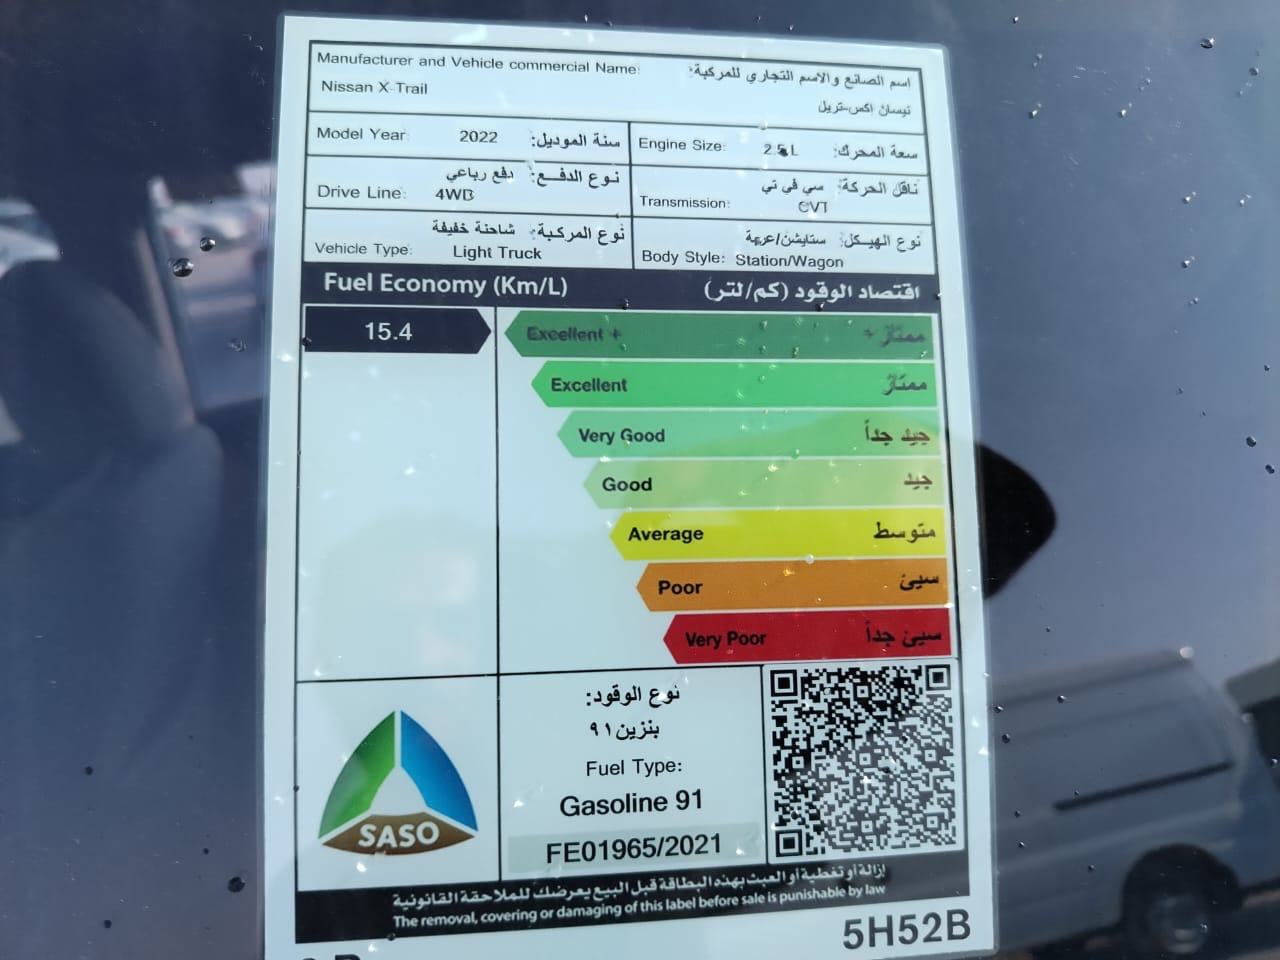 Manufacturer and Vehicle commercial Name: اسم الصانع والاسم التجاري للمركبة:
Nissan X-Trail نيسان إكس-تريل
Model Year: 2022 سنة الموديل:
Engine Size: 2.5 L سعة المحرك:
نوع الدفع: دفع رباعي
Drive Line: 4WD
ناقل الحركة: سي في تي
Transmission: CVT
نوع المركبة: شاحنة خفيفة
Vehicle Type: Light Truck
نوع الهيكل: ستايشن/عربة
Body Style: Station/Wagon
Fuel Economy (Km/L) اقتصاد الوقود (كم/لتر)
15.4
Excellent + ممتاز +
Excellent ممتاز
Very Good جيد جداً
Good جيد
Average متوسط
Poor سيئ
Very Poor سيئ جداً
SASO
نوع الوقود:
بنزين ٩١
Fuel Type:
Gasoline 91
FE01965/2021
إزالة أو تغطية أو العبث بهذه البطاقة قبل البيع يعرضك للملاحقة القانونية
The removal, covering or damaging of this label before sale is punishable by law
5H52B